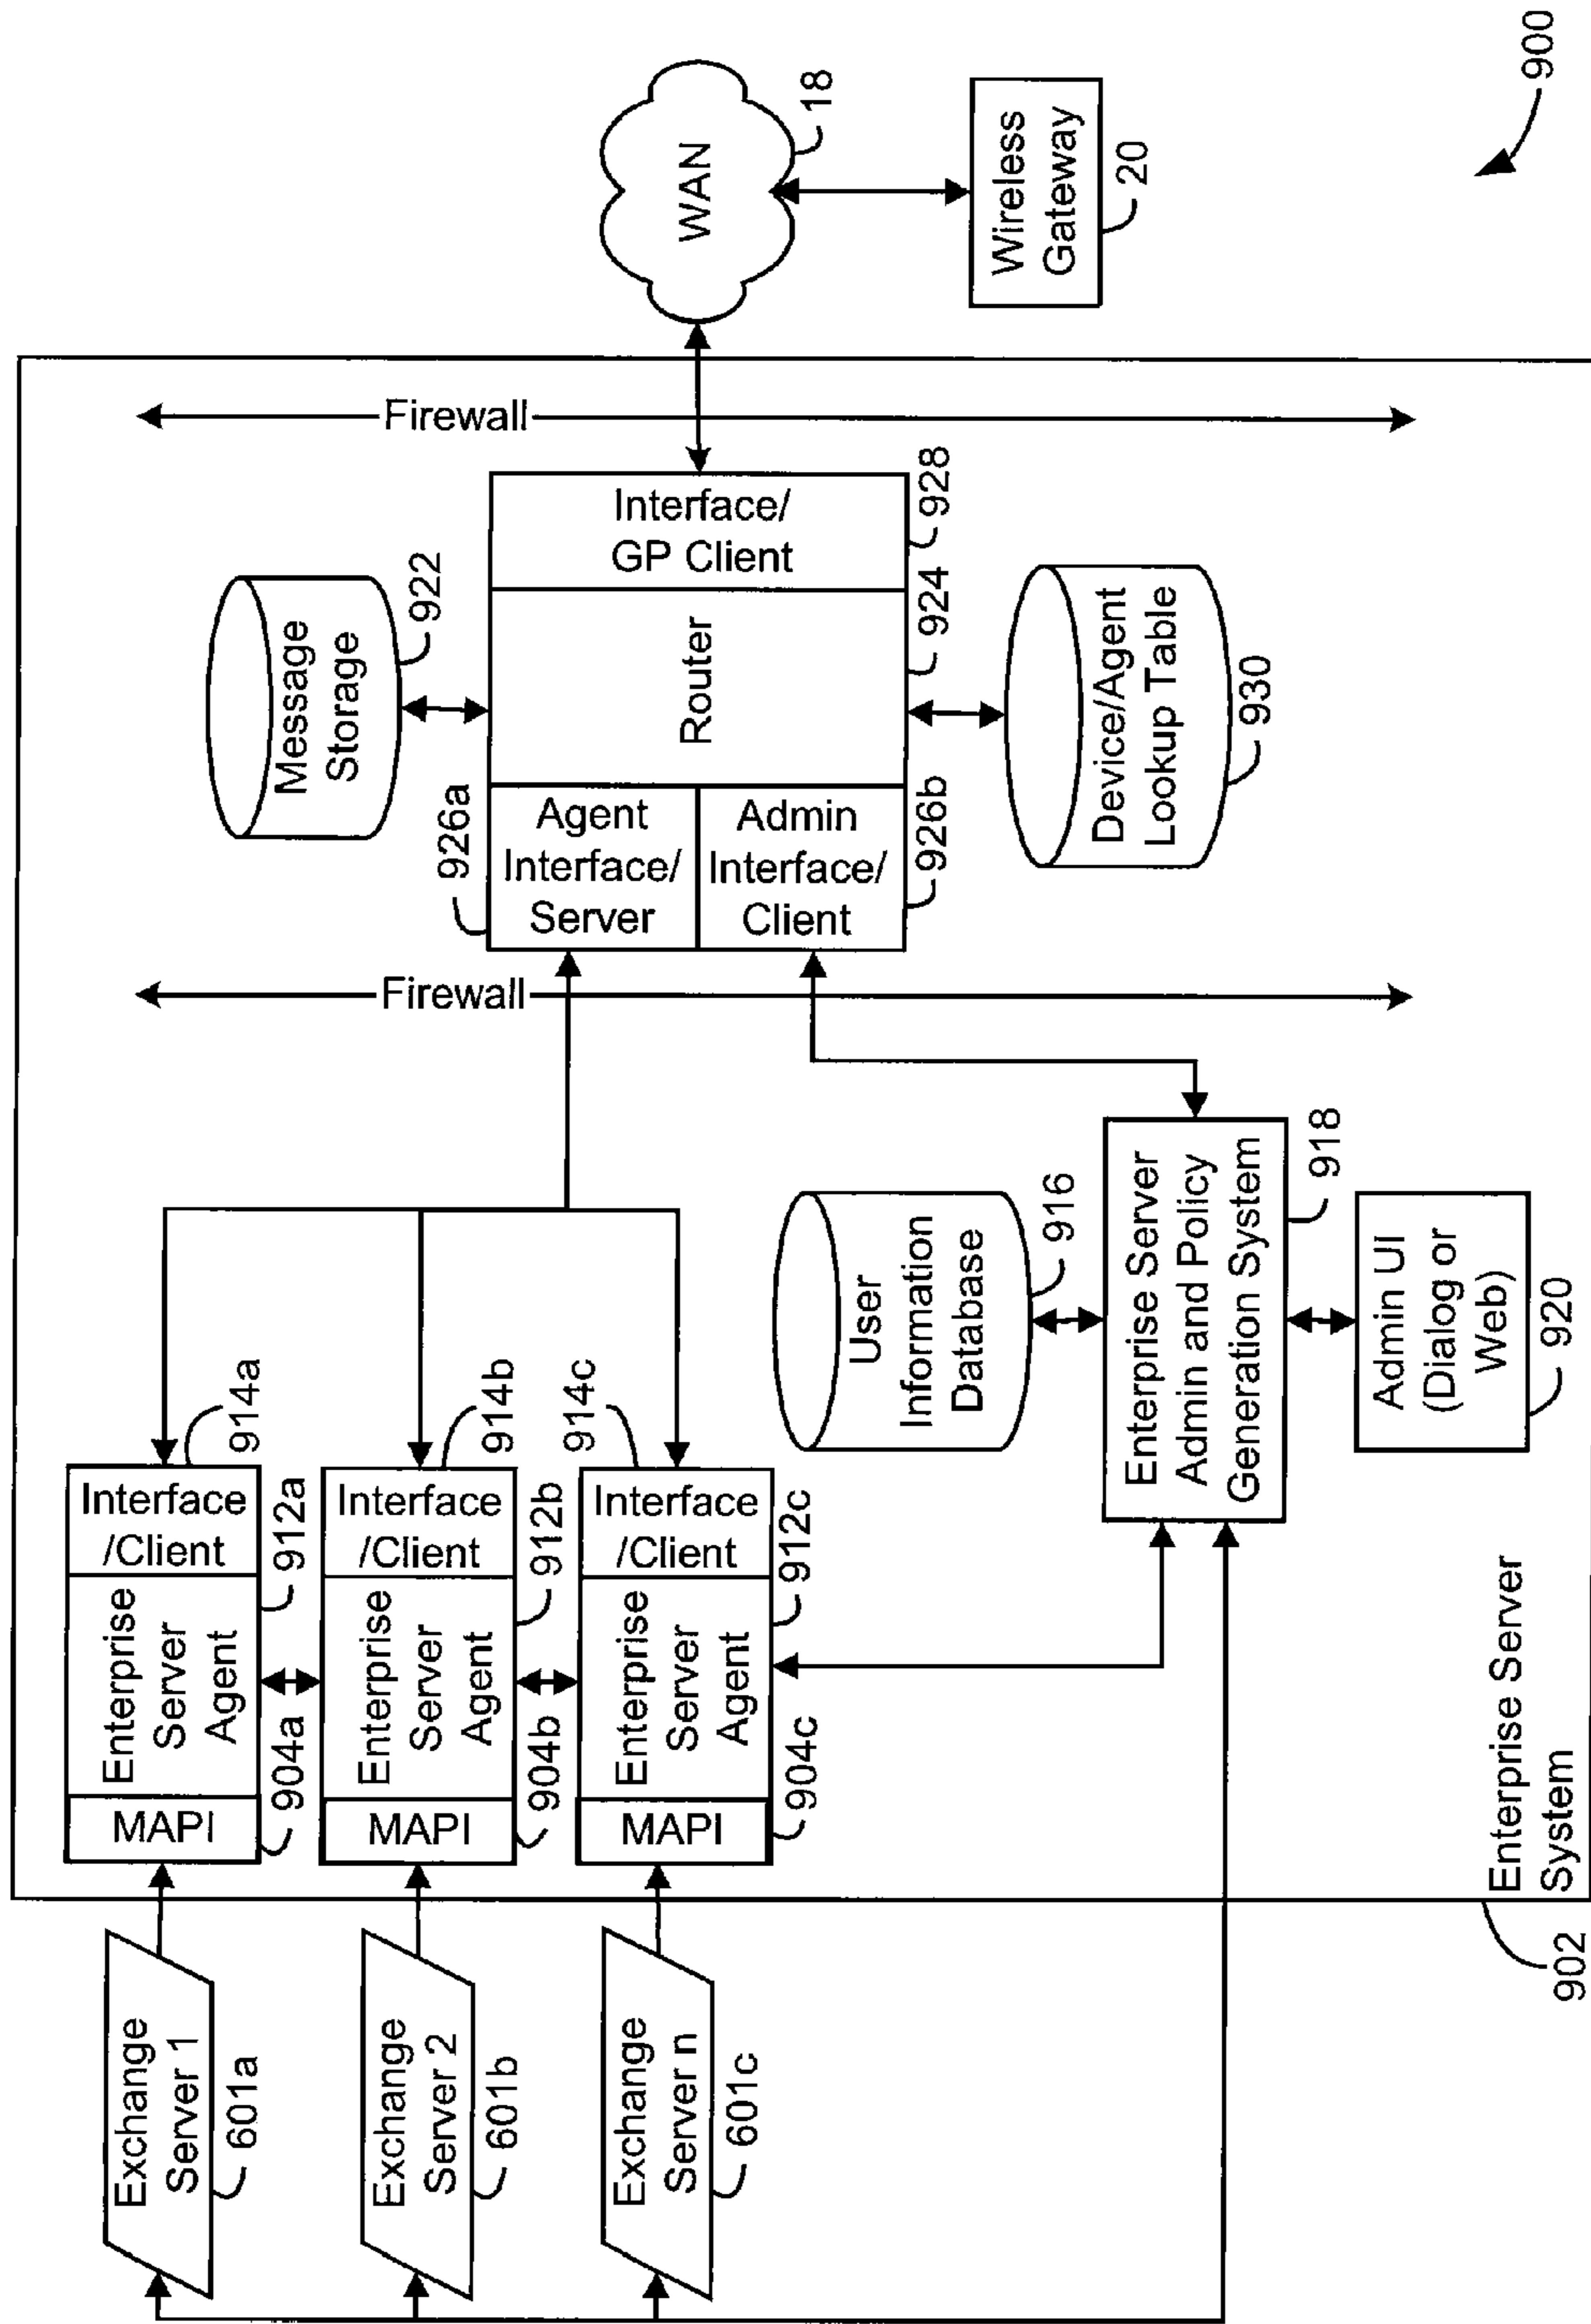 Exchange
Server 1
601a
Exchange
Server 2
601b
Exchange
Server n
601c
902
Enterprise Server
System
MAPI
904a
Enterprise
Server
Agent
912a
Interface
/Client
914a
MAPI
904b
Enterprise
Server
Agent
912b
Interface
/Client
914b
MAPI
904c
Enterprise
Server
Agent
912c
Interface
/Client
914c
User
Information
Database
916
Enterprise Server
Admin and Policy
Generation System
918
Admin UI
(Dialog or
Web)
920
Firewall
926a
Agent
Interface/
Server
Admin
Interface/
Client
926b
Message
Storage
922
Router
924
Interface/
GP Client
928
Device/Agent
Lookup Table
930
Firewall
WAN
18
Wireless
Gateway
20
900